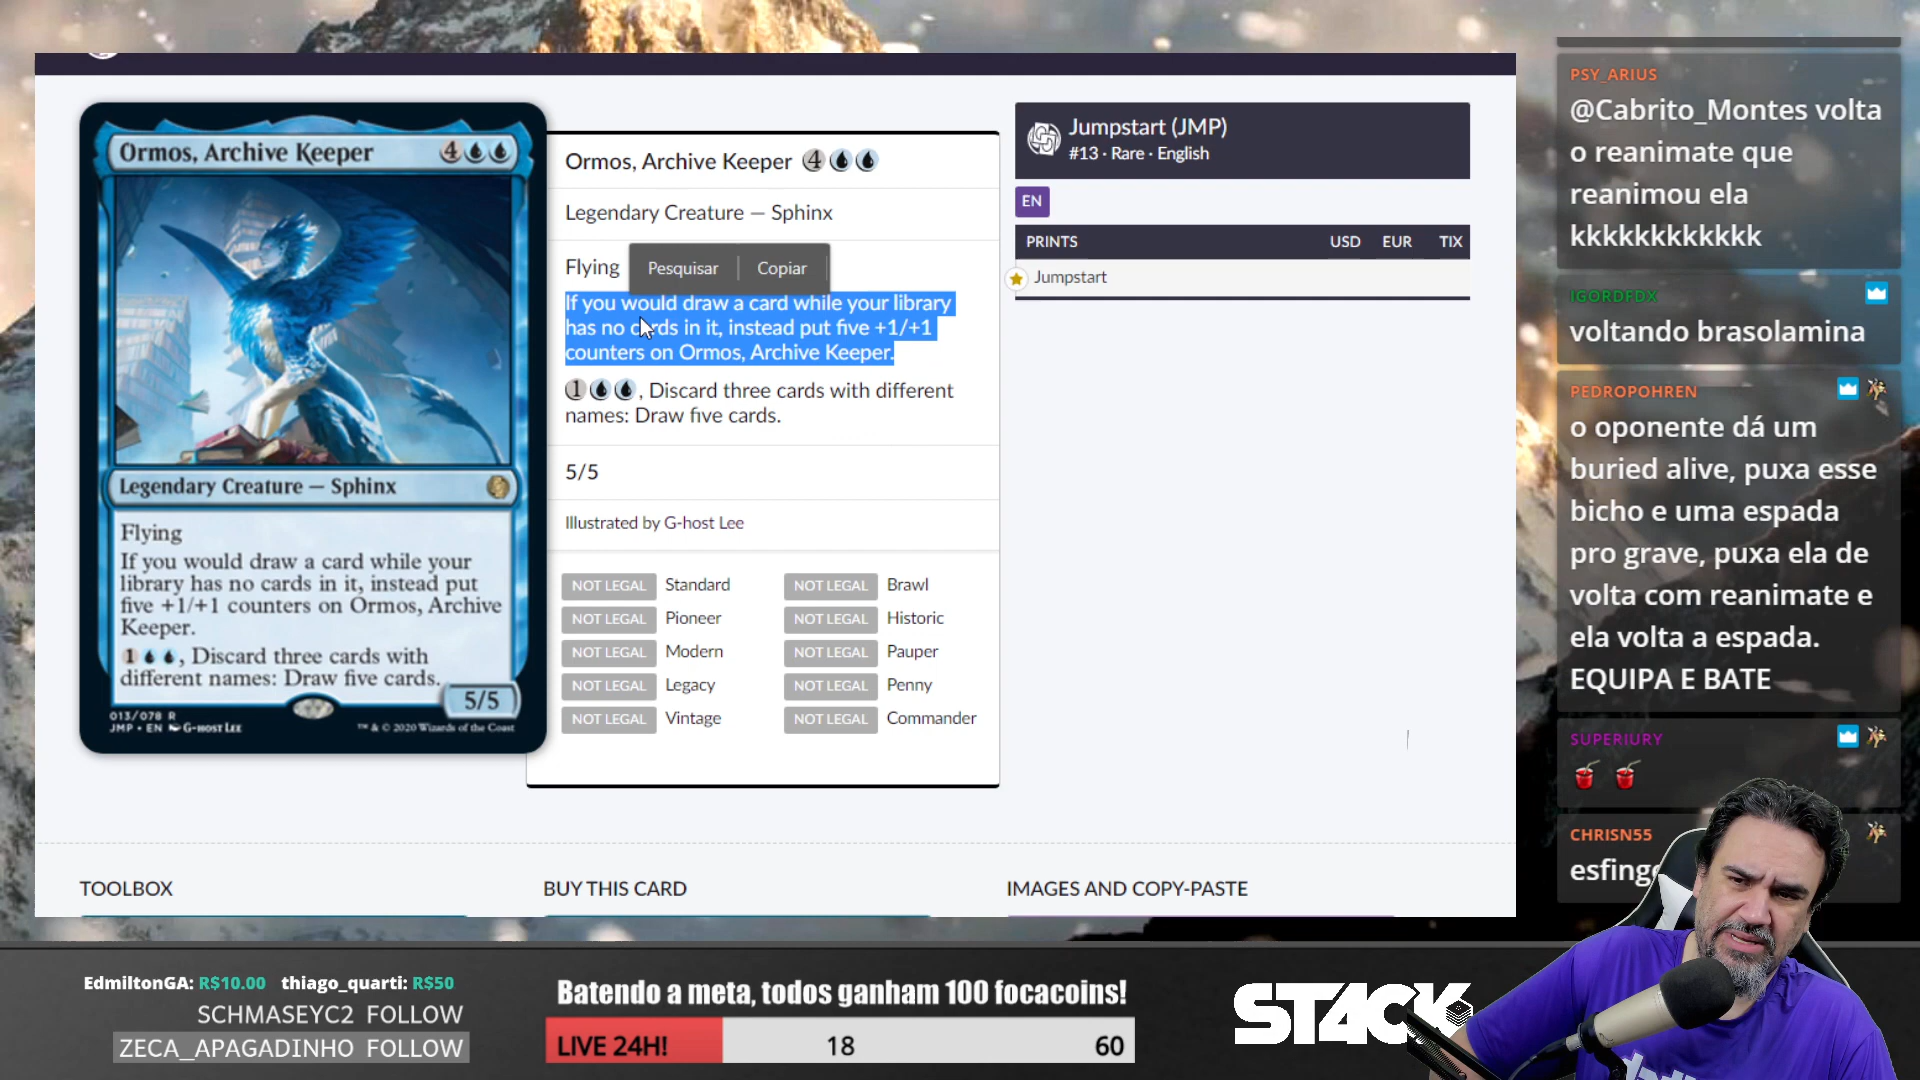 Ormos, Archive Keeper 4
Legendary Creature — Sphinx
Flying
If you would draw a card while your
library has no cards in it, instead put
five +1/+1 counters on Ormos, Archive
Keeper.
1 , Discard three cards with
different names: Draw five cards.
5/5
013/078 R
JMP • EN G-HOST LEE
™ & © 2020 Wizards of the Coast
Ormos, Archive Keeper 4
Legendary Creature — Sphinx
Flying
Pesquisar
Copiar
If you would draw a card while your library
has no cards in it, instead put five +1/+1
counters on Ormos, Archive Keeper.
1 , Discard three cards with different
names: Draw five cards.
5/5
Illustrated by G-host Lee
NOT LEGAL Standard NOT LEGAL Brawl
NOT LEGAL Pioneer NOT LEGAL Historic
NOT LEGAL Modern NOT LEGAL Pauper
NOT LEGAL Legacy NOT LEGAL Penny
NOT LEGAL Vintage NOT LEGAL Commander
Jumpstart (JMP)
#13 · Rare · English
EN
PRINTS USD EUR TIX
Jumpstart
TOOLBOX
BUY THIS CARD
IMAGES AND COPY-PASTE
PSY_ARIUS
@Cabrito_Montes volta
o reanimate que
reanimou ela
kkkkkkkkkkkk
IGORDFDX
voltando brasolamina
PEDROPOHREN
o oponente dá um
buried alive, puxa esse
bicho e uma espada
pro grave, puxa ela de
volta com reanimate e
ela volta a espada.
EQUIPA E BATE
SUPERIURY
CHRISN55
EdmiltonGA: R$10.00 thiago_quarti: R$50
SCHMASEYC2 FOLLOW
ZECA_APAGADINHO FOLLOW
Batendo a meta, todos ganham 100 focacoins!
LIVE 24H! 18 60
ST4CK